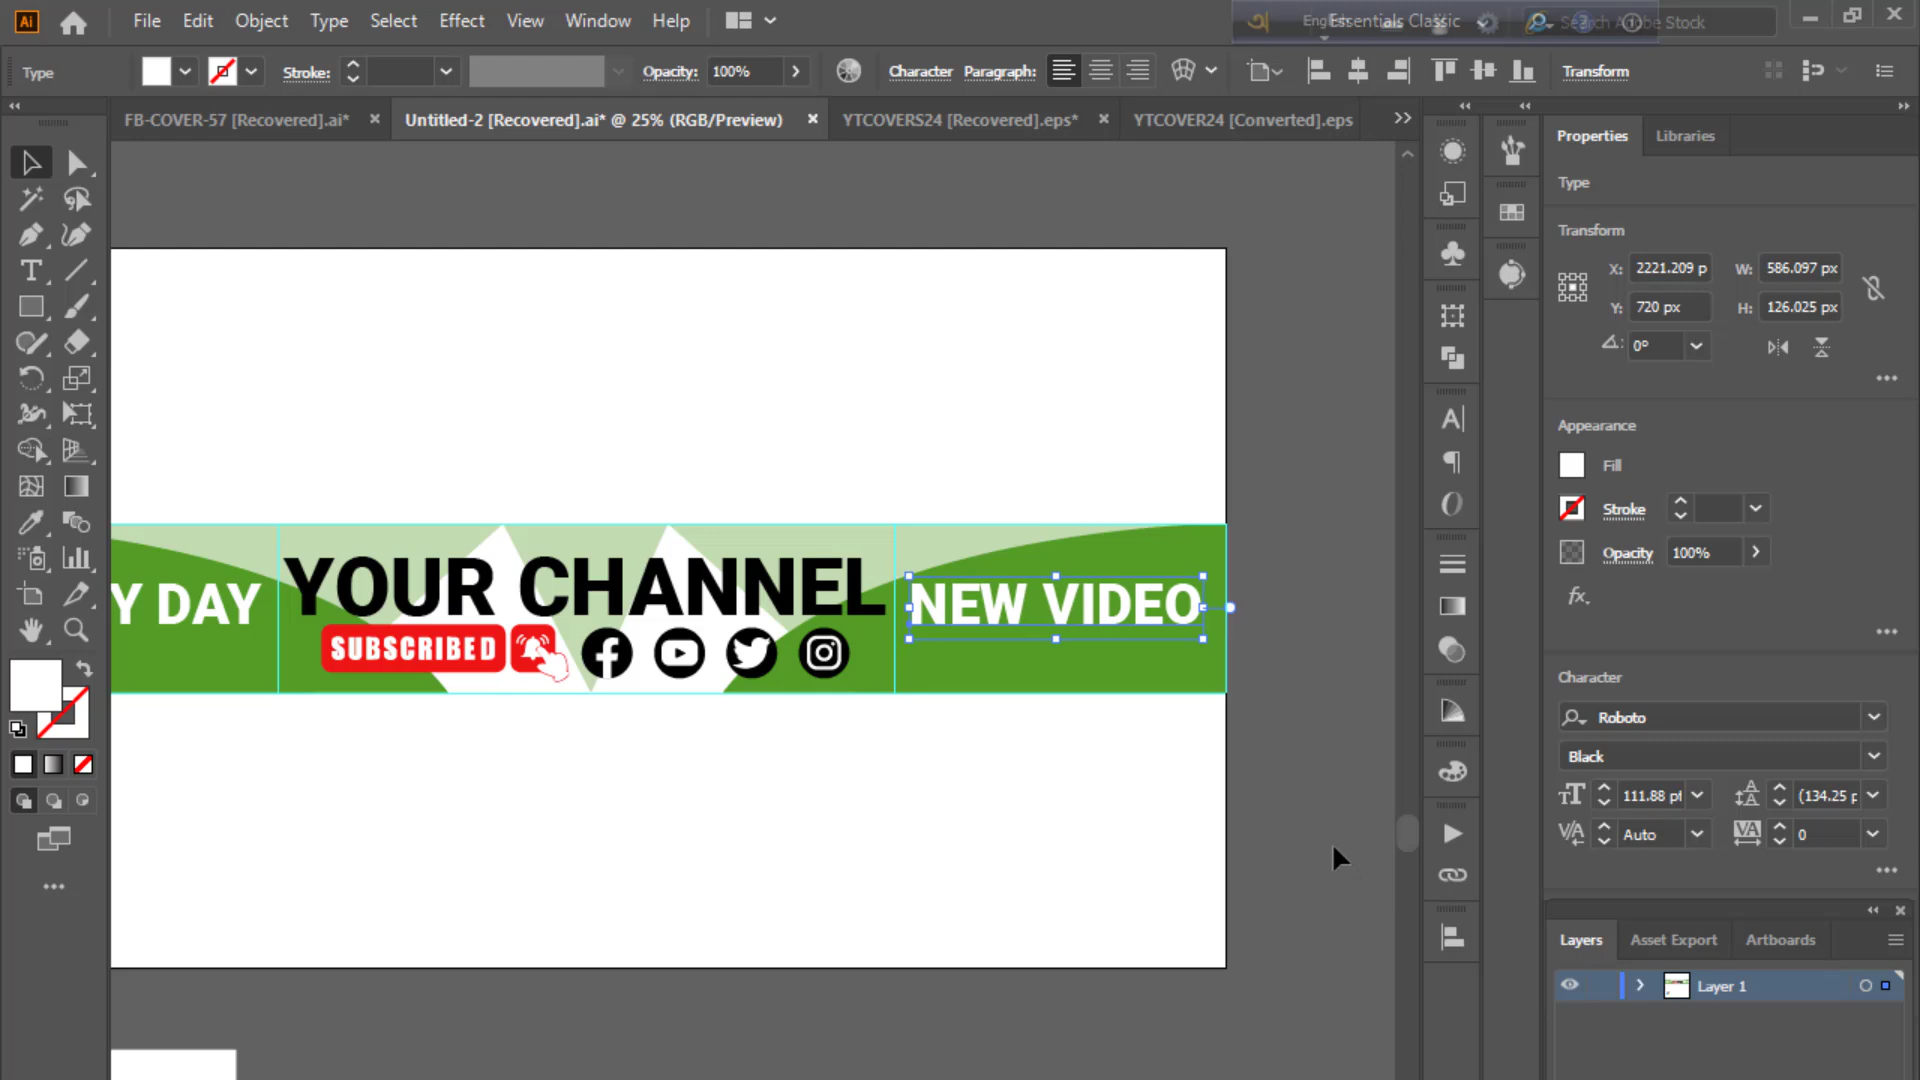 Ai File Edit Object Type Select Effect View Window Help English Essentials Classic Search Adobe Stock
Type Stroke: Opacity: 100% Character Paragraph: Transform
FB-COVER-57 [Recovered].ai* × Untitled-2 [Recovered].ai* @ 25% (RGB/Preview) × YTCOVERS24 [Recovered].eps* × YTCOVER24 [Converted].eps
Properties Libraries
Type
Transform
X: 2221.209 p W: 586.097 px
Y: 720 px H: 126.025 px
0°
Appearance
Fill
Stroke
Opacity 100%
fx
Character
Roboto
Black
111.88 pt (134.25 p
Auto 0
Layers Asset Export Artboards
Layer 1
Y DAY YOUR CHANNEL NEW VIDEO
SUBSCRIBED